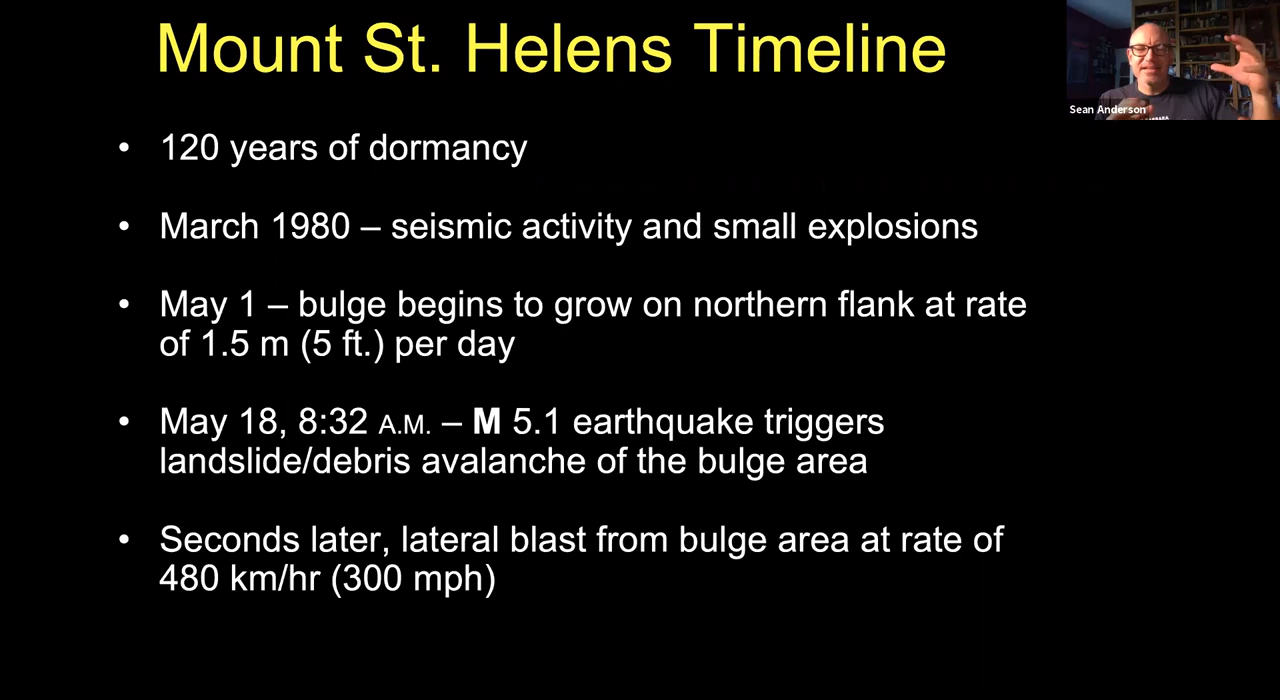 Mount St. Helens Timeline
Sean Anderson
• 120 years of dormancy
• March 1980 – seismic activity and small explosions
• May 1 – bulge begins to grow on northern flank at rate
of 1.5 m (5 ft.) per day
• May 18, 8:32 A.M. – M 5.1 earthquake triggers
landslide/debris avalanche of the bulge area
• Seconds later, lateral blast from bulge area at rate of
480 km/hr (300 mph)